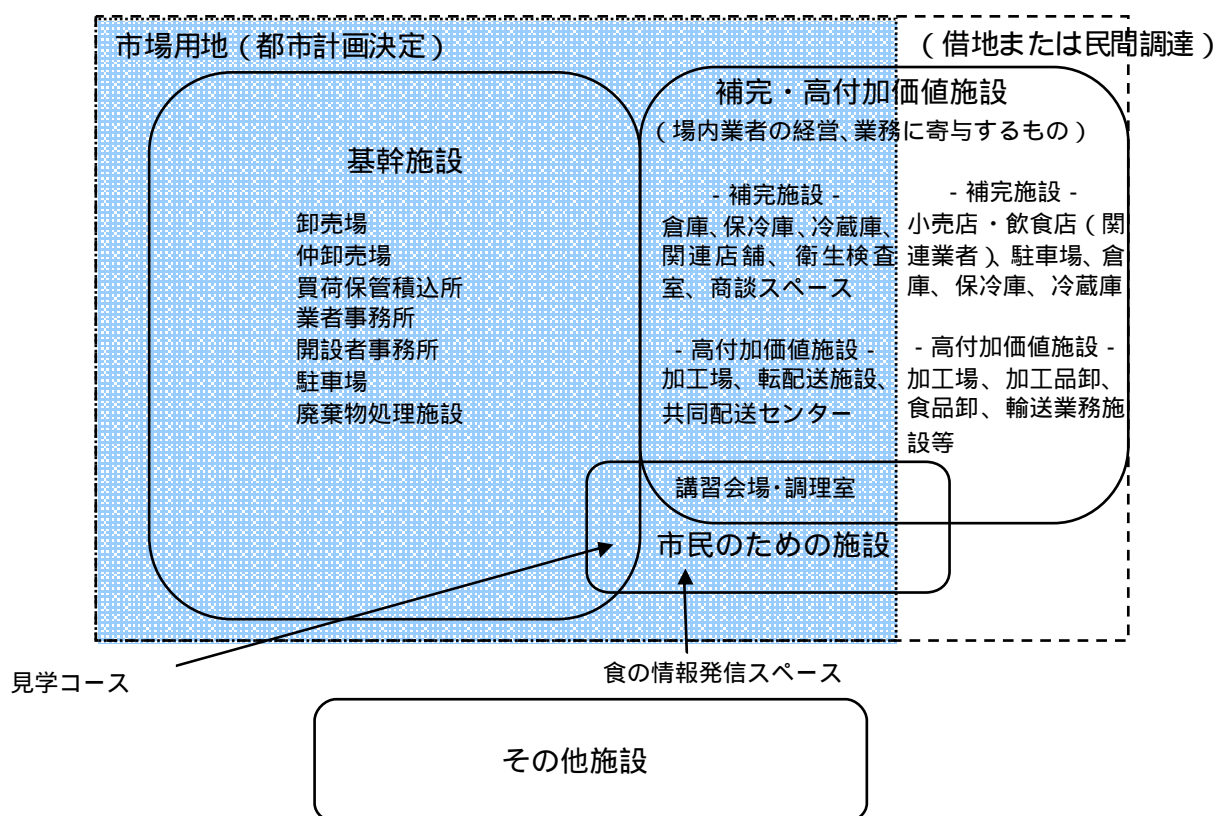 市場用地（都市計画決定）
（借地または民間調達）
補完・高付加価値施設
（場内業者の経営、業務に寄与するもの）
基幹施設
卸売場
仲卸売場
買荷保管積込所
業者事務所
開設者事務所
駐車場
廃棄物処理施設
- 補完施設 -
倉庫、保冷庫、冷蔵庫、
関連店舗、衛生検査
室、商談スペース
- 高付加価値施設 -
加工場、転配送施設、
共同配送センター
- 補完施設 -
小売店・飲食店（関
連業者）、駐車場、倉
庫、保冷庫、冷蔵庫
- 高付加価値施設 -
加工場、加工品卸、
食品卸、輸送業務施
設等
講習会場･調理室
市民のための施設
見学コース
食の情報発信スペース
その他施設